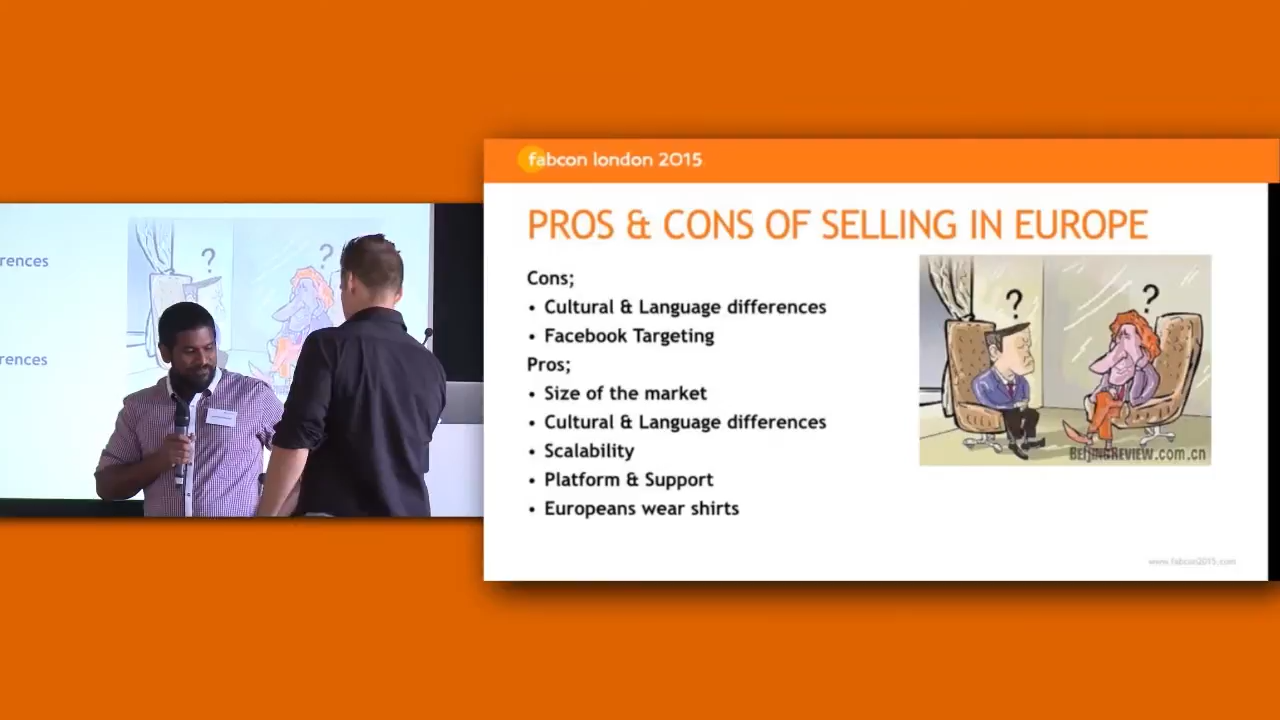 rences
rences
fabcon london 2015
PROS & CONS OF SELLING IN EUROPE
Cons;
• Cultural & Language differences
• Facebook Targeting
Pros;
• Size of the market
• Cultural & Language differences
• Scalability
• Platform & Support
• Europeans wear shirts
?
?
?
?
BEIJINGREVIEW.com.cn
www.fabcon2015.com